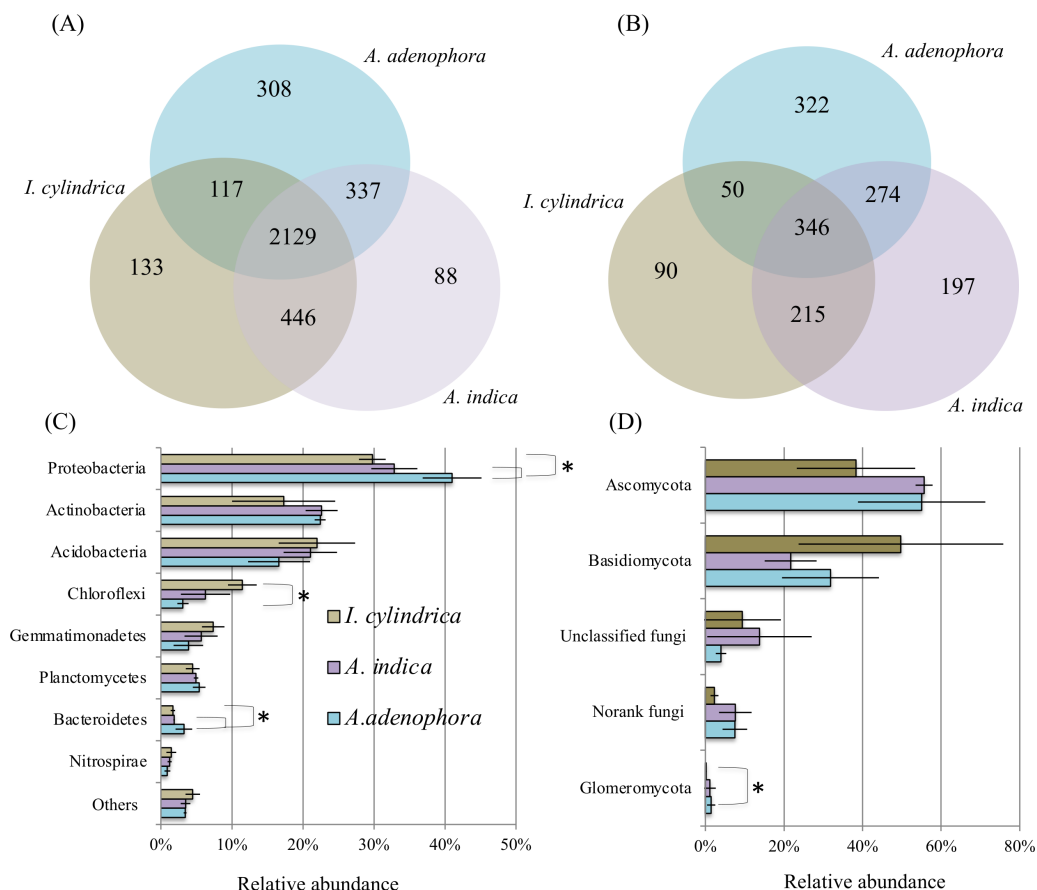 (A)
A. adenophora
308
I. cylindrica
117
337
2129
133
88
446
A. indica
(B)
A. adenophora
322
I. cylindrica
50
274
346
90
197
215
A. indica
(C)
Proteobacteria
*
Actinobacteria
Acidobacteria
Chloroflexi
*
Gemmatimonadetes
Planctomycetes
Bacteroidetes
*
Nitrospirae
Others
I. cylindrica
A. indica
A.adenophora
0% 10% 20% 30% 40% 50%
Relative abundance
(D)
Ascomycota
Basidiomycota
Unclassified fungi
Norank fungi
Glomeromycota
*
0% 20% 40% 60% 80%
Relative abundance